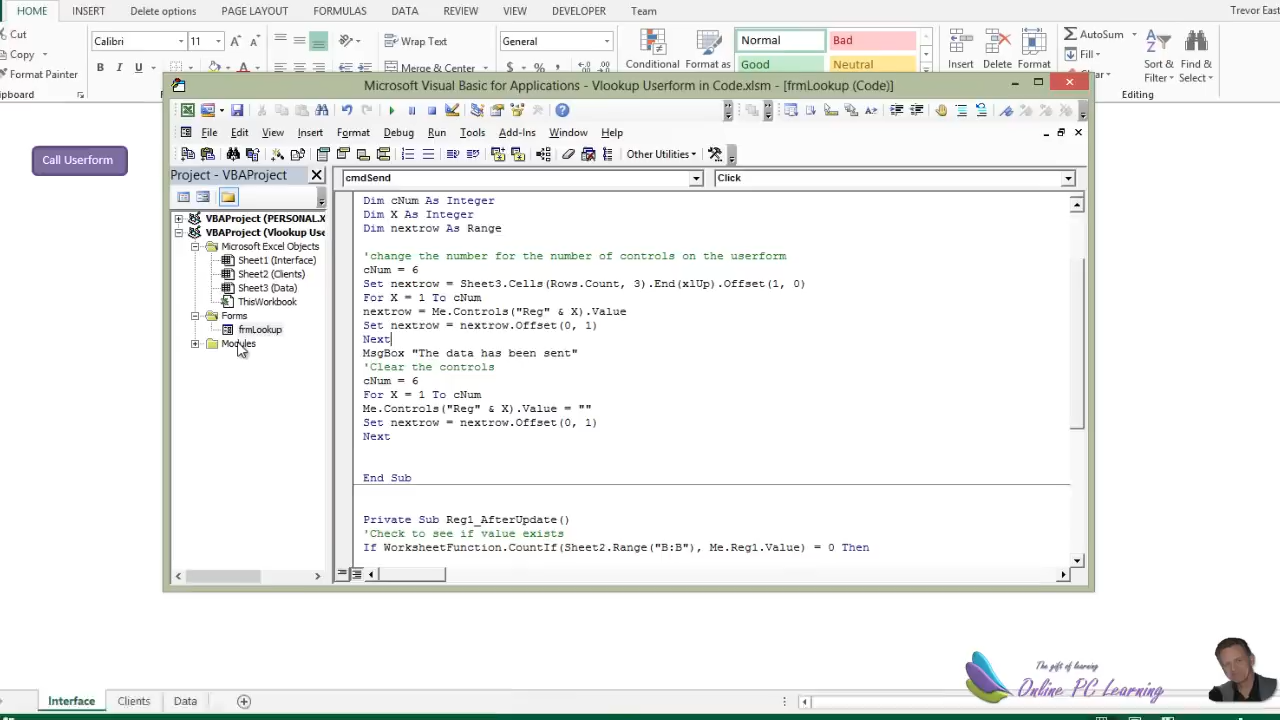 HOME INSERT Delete options PAGE LAYOUT FORMULAS DATA REVIEW VIEW DEVELOPER Team Trevor East
Cut
Copy
Format Painter
Calibri 11
B I U
Wrap Text
Merge & Center
General
$ % ,
Conditional Format as
Normal Bad
Good Neutral
Insert Delete Format
AutoSum
Fill
Clear
Sort & Find &
Filter Select
Editing
Microsoft Visual Basic for Applications - Vlookup Userform in Code.xlsm - [frmLookup (Code)]
File Edit View Insert Format Debug Run Tools Add-Ins Window Help
Other Utilities
Call Userform
Project - VBAProject
VBAProject (PERSONAL.X
VBAProject (Vlookup Use
Microsoft Excel Objects
Sheet1 (Interface)
Sheet2 (Clients)
Sheet3 (Data)
ThisWorkbook
Forms
frmLookup
Modules
cmdSend Click
Dim cNum As Integer
Dim X As Integer
Dim nextrow As Range
'change the number for the number of controls on the userform
cNum = 6
Set nextrow = Sheet3.Cells(Rows.Count, 3).End(xlUp).Offset(1, 0)
For X = 1 To cNum
nextrow = Me.Controls("Reg" & X).Value
Set nextrow = nextrow.Offset(0, 1)
Next
MsgBox "The data has been sent"
'Clear the controls
cNum = 6
For X = 1 To cNum
Me.Controls("Reg" & X).Value = ""
Set nextrow = nextrow.Offset(0, 1)
Next
End Sub
Private Sub Reg1_AfterUpdate()
'Check to see if value exists
If WorksheetFunction.CountIf(Sheet2.Range("B:B"), Me.Reg1.Value) = 0 Then
The gift of learning
Online PC Learning
Interface Clients Data